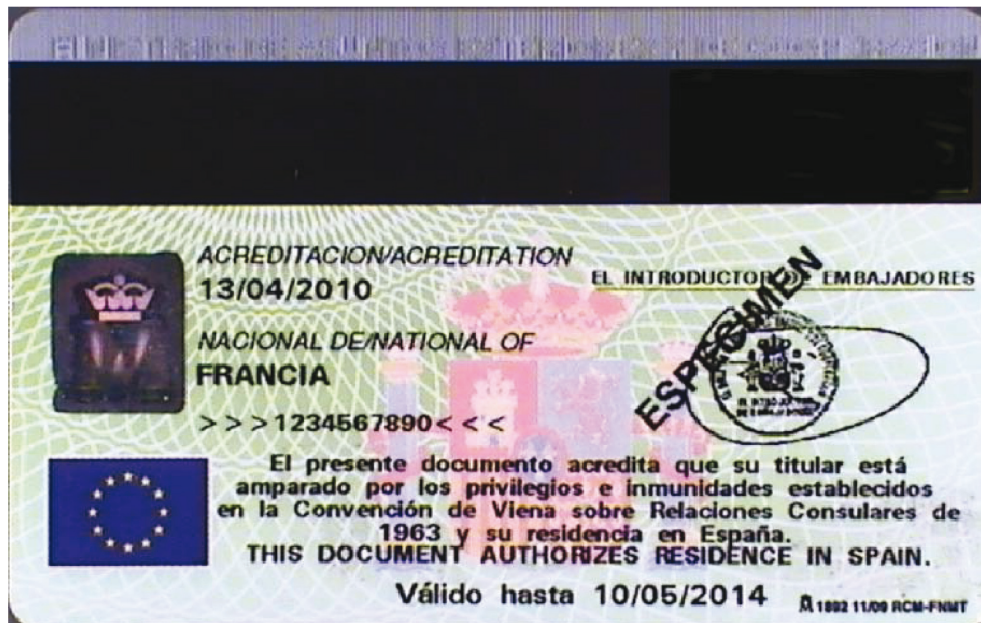 ACREDITACION/ACREDITATION
13/04/2010
EL INTRODUCTOR DE EMBAJADORES
ESPECIMEN
NACIONAL DE/NATIONAL OF
FRANCIA
>>>1234567890<<<
El presente documento acredita que su titular está
amparado por los privilegios e inmunidades establecidos
en la Convención de Viena sobre Relaciones Consulares de
1963 y su residencia en España.
THIS DOCUMENT AUTHORIZES RESIDENCE IN SPAIN.
Válido hasta 10/05/2014
1892 11/09 RCM-FNMT